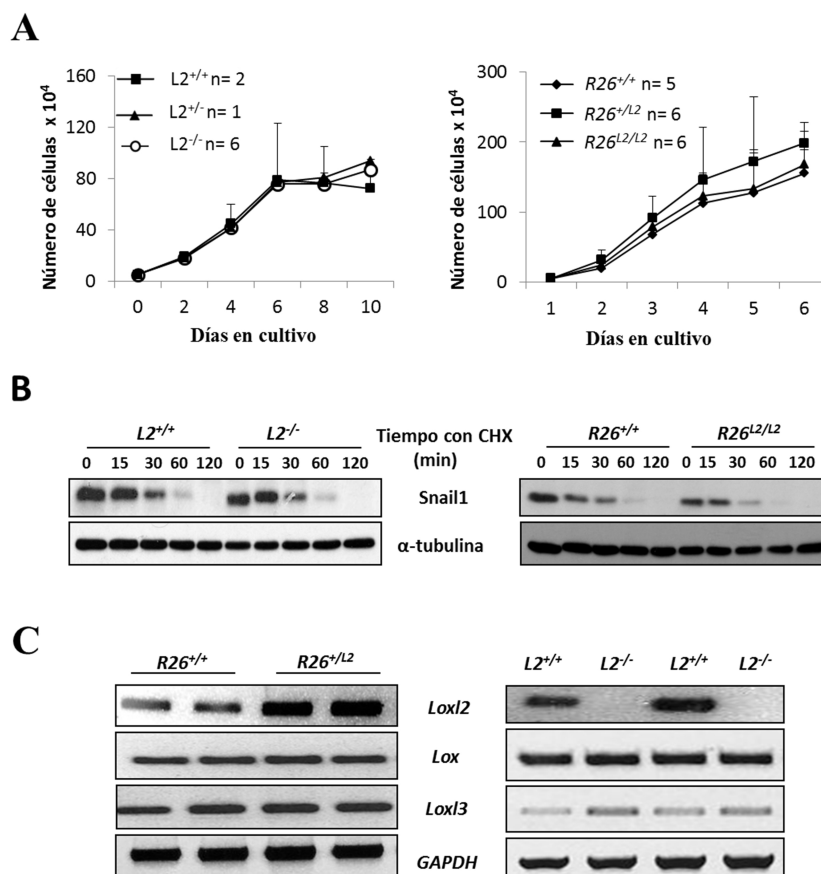 A
Número de células x 10⁴
160
120
80
40
0
L2+/+ n= 2
L2+/- n= 1
L2-/- n= 6
0 2 4 6 8 10
Días en cultivo
Número de células x 10⁴
300
200
100
0
R26+/+ n= 5
R26+/L2 n= 6
R26L2/L2 n= 6
1 2 3 4 5 6
Días en cultivo
B
L2+/+ L2-/- Tiempo con CHX R26+/+ R26L2/L2
0 15 30 60 120 0 15 30 60 120 (min) 0 15 30 60 120 0 15 30 60 120
Snail1
α-tubulina
C
R26+/+ R26+/L2 L2+/+ L2-/- L2+/+ L2-/-
Loxl2
Lox
Loxl3
GAPDH